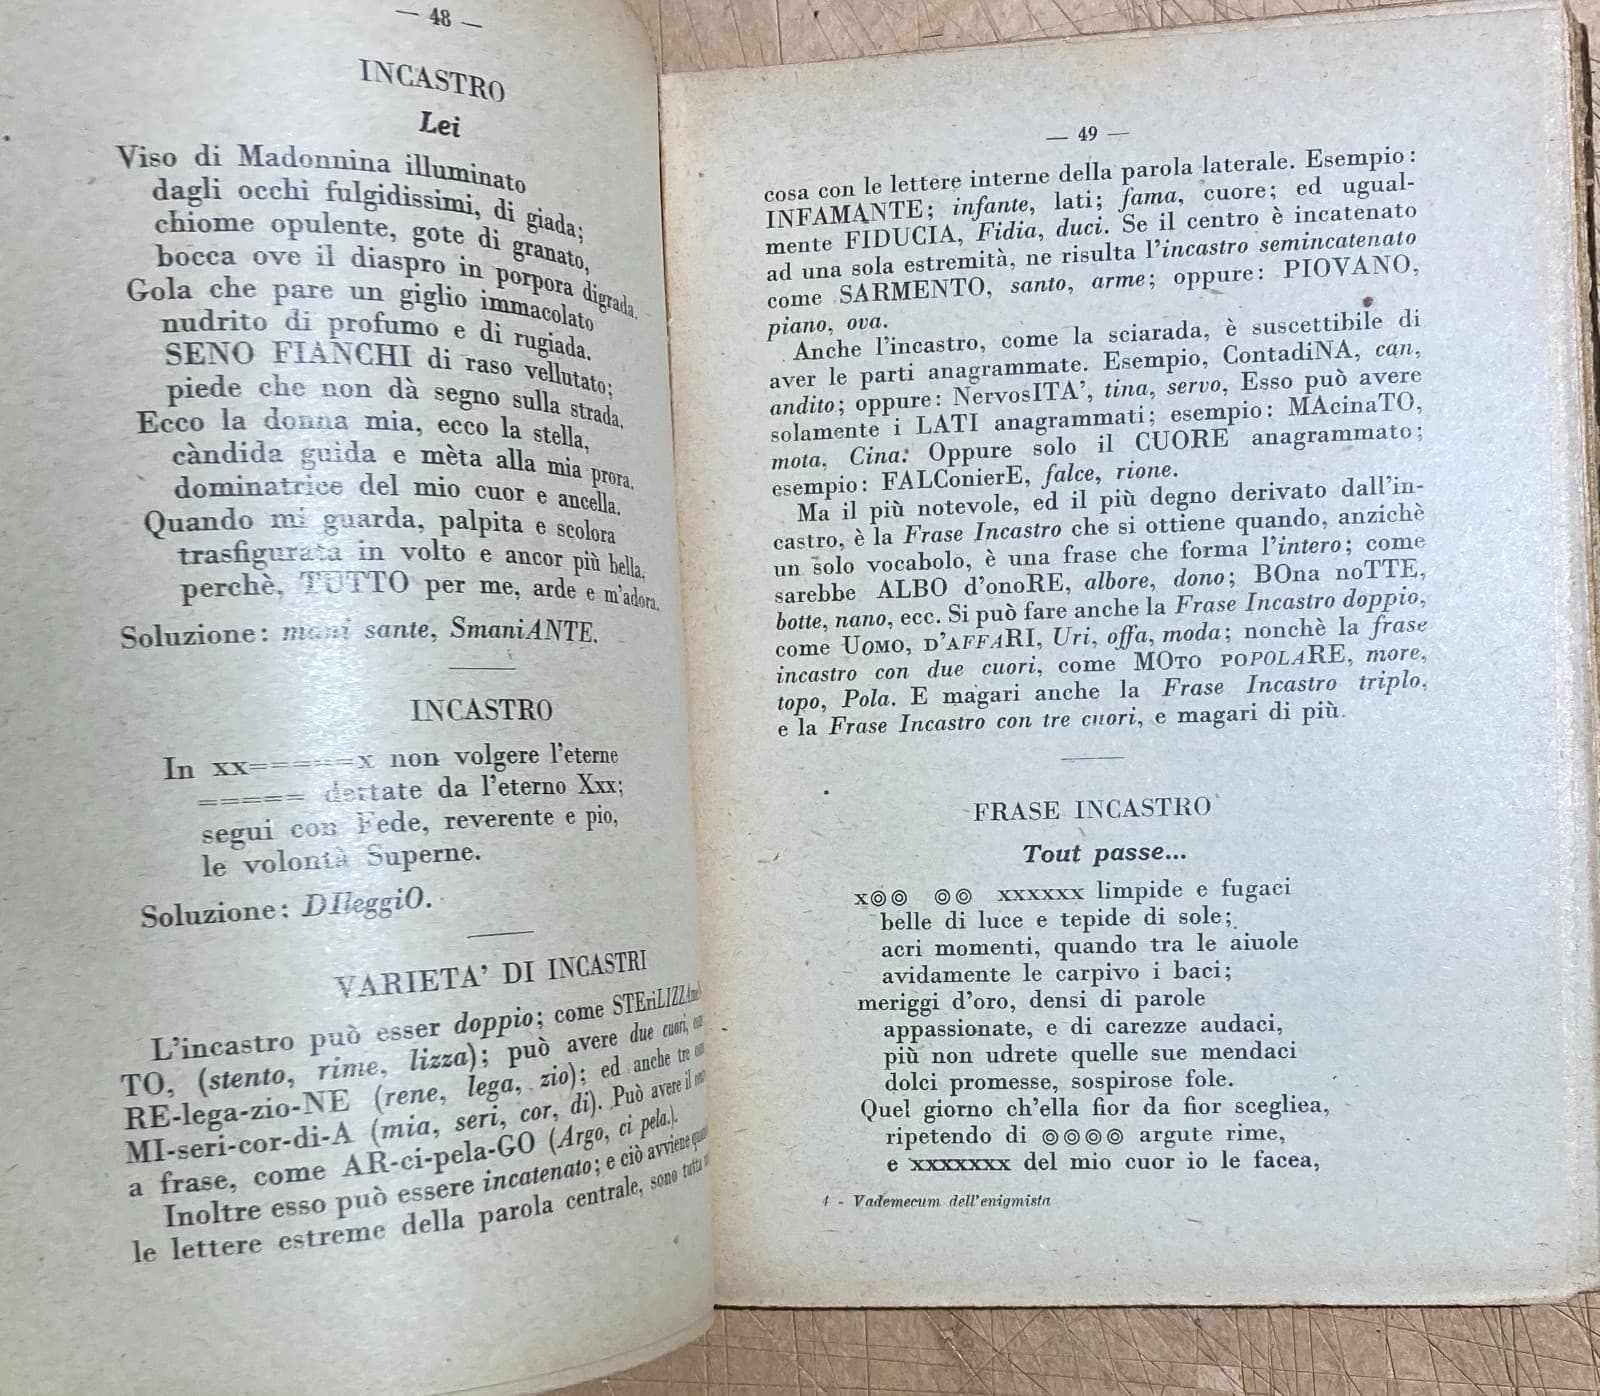 — 48 —
INCASTRO
Lei
Viso di Madonnina illuminato
dagli occhi fulgidissimi, di giada;
chiome opulente, gote di granato,
bocca ove il diaspro in porpora digrada.
Gola che pare un giglio immacolato
nudrito di profumo e di rugiada.
SENO FIANCHI di raso vellutato;
piede che non dà segno sulla strada.
Ecco la donna mia, ecco la stella,
càndida guida e mèta alla mia prora.
dominatrice del mio cuor e ancella.
Quando mi guarda, palpita e scolora
trasfigurata in volto e ancor più bella,
perchè, TUTTO per me, arde e m'adora.
Soluzione: mani sante, SmaniANTE.
INCASTRO
In xx=====x non volgere l'eterne
===== dettate da l'eterno Xxx;
segui con Fede, reverente e pio,
le volontà Superne.
Soluzione: DIleggiO.
VARIETA' DI INCASTRI
L'incastro può esser doppio; come STEriLIZZAme
TO, (stento, rime, lizza); può avere due cuori, com
RE-lega-zio-NE (rene, lega, zio); ed anche tre
MI-seri-cor-di-A (mia, seri, cor, di). Può avere il
a frase, come AR-ci-pela-GO (Argo, ci pela.).
Inoltre esso può essere incatenato; e ciò avviene quan
le lettere estreme della parola centrale, sono tutta
— 49 —
cosa con le lettere interne della parola laterale. Esempio:
INFAMANTE; infante, lati; fama, cuore; ed ugual-
mente FIDUCIA, Fidia, duci. Se il centro è incatenato
ad una sola estremità, ne risulta l'incastro semincatenato
come SARMENTO, santo, arme; oppure: PIOVANO,
piano, ova.
Anche l'incastro, come la sciarada, è suscettibile di
aver le parti anagrammate. Esempio, ContadiNA, can,
andito; oppure: NervosITA', tina, servo, Esso può avere
solamente i LATI anagrammati; esempio: MAcinaTO,
mota, Cina. Oppure solo il CUORE anagrammato;
esempio: FALConierE, falce, rione.
Ma il più notevole, ed il più degno derivato dall'in-
castro, è la Frase Incastro che si ottiene quando, anzichè
un solo vocabolo, è una frase che forma l'intero; come
sarebbe ALBO d'onoRE, albore, dono; BOna noTTE,
botte, nano, ecc. Si può fare anche la Frase Incastro doppio,
come UOMO, D'AFFARI, Uri, offa, moda; nonchè la frase
incastro con due cuori, come MOto POPOLARE, more,
topo, Pola. E magari anche la Frase Incastro triplo,
e la Frase Incastro con tre cuori, e magari di più.
FRASE INCASTRO
Tout passe...
x◎◎ ◎◎ xxxxxx limpide e fugaci
belle di luce e tepide di sole;
acri momenti, quando tra le aiuole
avidamente le carpivo i baci;
meriggi d'oro, densi di parole
appassionate, e di carezze audaci,
più non udrete quelle sue mendaci
dolci promesse, sospirose fole.
Quel giorno ch'ella fior da fior scegliea,
ripetendo di ◎◎◎◎ argute rime,
e xxxxxxx del mio cuor io le facea,
4 - Vademecum dell'enigmista